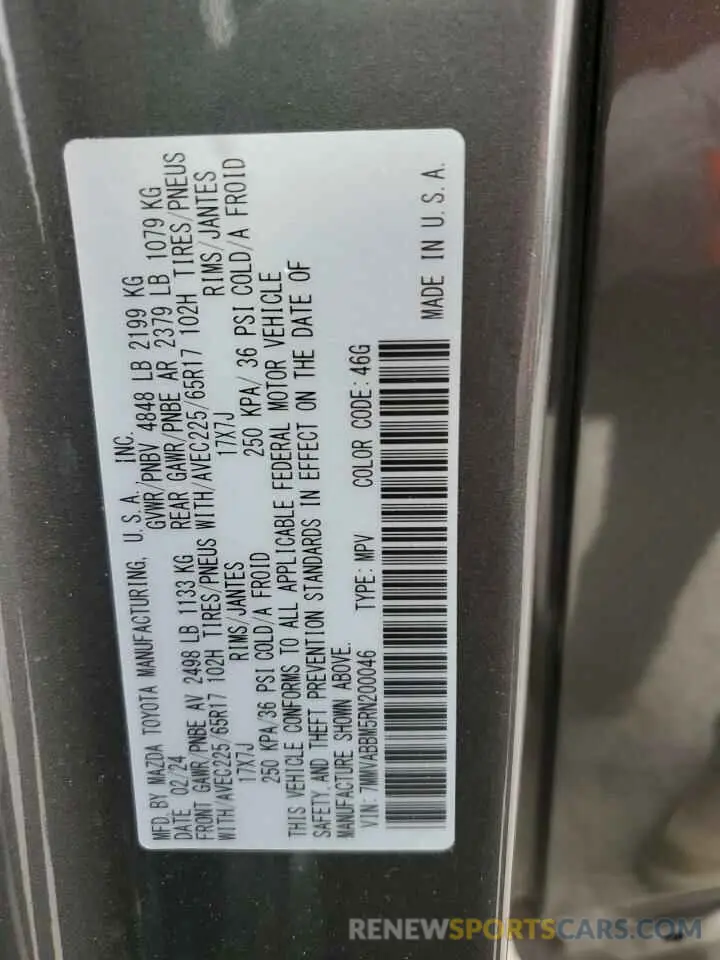 MFD.BY MAZDA TOYOTA MANUFACTURING, U.S.A., INC.
DATE 02/24 GVWR/PNBV 4848 LB 2199 KG
FRONT GAWR/PNBE AV 2498 LB 1133 KG REAR GAWR/PNBE AR 2379 LB 1079 KG
WITH/AVEC225/65R17 102H TIRES/PNEUS WITH/AVEC225/65R17 102H TIRES/PNEUS
17X7J RIMS/JANTES 17X7J RIMS/JANTES
250 KPA/36 PSI COLD/A FROID 250 KPA/ 36 PSI COLD/A FROID
THIS VEHICLE CONFORMS TO ALL APPLICABLE FEDERAL MOTOR VEHICLE
SAFETY,AND THEFT PREVENTION STANDARDS IN EFFECT ON THE DATE OF
MANUFACTURE SHOWN ABOVE.
VIN: 7MMVABBM5RN200046 TYPE: MPV COLOR CODE: 46G
MADE IN U.S.A.
RENEWSPORTSCARS.COM